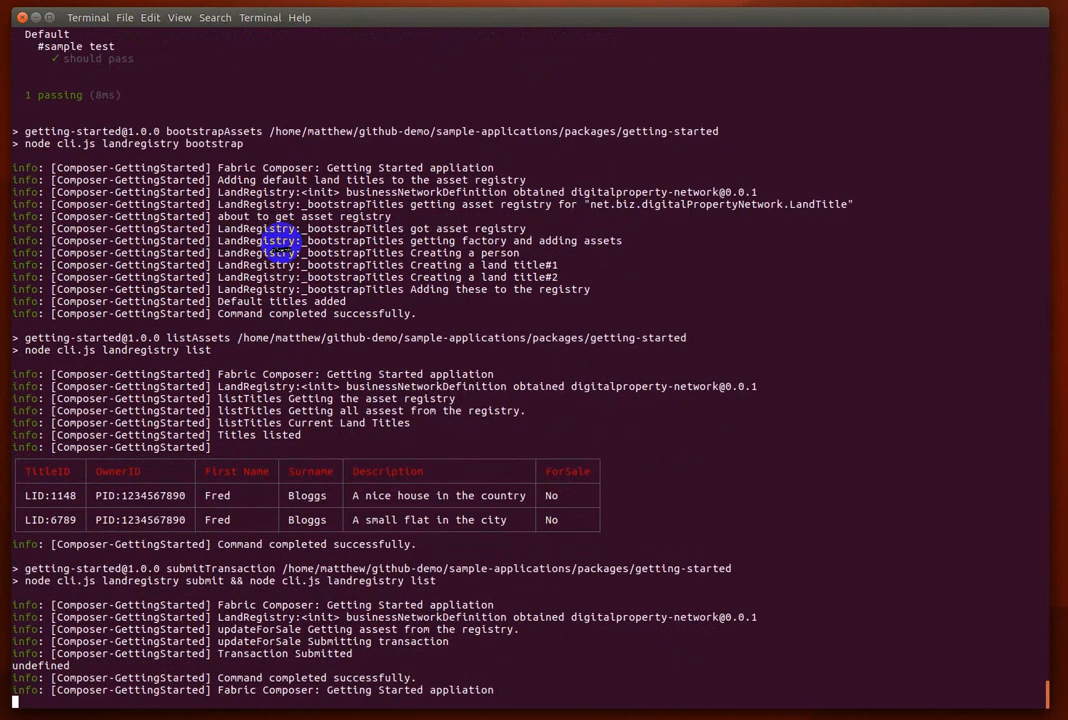 Terminal File Edit View Search Terminal Help
Default
#sample test
✓ should pass
1 passing (8ms)
> getting-started@1.0.0 bootstrapAssets /home/matthew/github-demo/sample-applications/packages/getting-started
> node cli.js landregistry bootstrap
info: [Composer-GettingStarted] Fabric Composer: Getting Started appliation
info: [Composer-GettingStarted] Adding default land titles to the asset registry
info: [Composer-GettingStarted] LandRegistry:<init> businessNetworkDefinition obtained digitalproperty-network@0.0.1
info: [Composer-GettingStarted] LandRegistry:_bootstrapTitles getting asset registry for "net.biz.digitalPropertyNetwork.LandTitle"
info: [Composer-GettingStarted] about to get asset registry
info: [Composer-GettingStarted] LandRegistry:_bootstrapTitles got asset registry
info: [Composer-GettingStarted] LandRegistry:_bootstrapTitles getting factory and adding assets
info: [Composer-GettingStarted] LandRegistry:_bootstrapTitles Creating a person
info: [Composer-GettingStarted] LandRegistry:_bootstrapTitles Creating a land title#1
info: [Composer-GettingStarted] LandRegistry:_bootstrapTitles Creating a land title#2
info: [Composer-GettingStarted] LandRegistry:_bootstrapTitles Adding these to the registry
info: [Composer-GettingStarted] Default titles added
info: [Composer-GettingStarted] Command completed successfully.
> getting-started@1.0.0 listAssets /home/matthew/github-demo/sample-applications/packages/getting-started
> node cli.js landregistry list
info: [Composer-GettingStarted] Fabric Composer: Getting Started appliation
info: [Composer-GettingStarted] LandRegistry:<init> businessNetworkDefinition obtained digitalproperty-network@0.0.1
info: [Composer-GettingStarted] listTitles Getting the asset registry
info: [Composer-GettingStarted] listTitles Getting all assest from the registry.
info: [Composer-GettingStarted] listTitles Current Land Titles
info: [Composer-GettingStarted] Titles listed
info: [Composer-GettingStarted]
TitleID OwnerID First Name Surname Description ForSale
LID:1148 PID:1234567890 Fred Bloggs A nice house in the country No
LID:6789 PID:1234567890 Fred Bloggs A small flat in the city No
info: [Composer-GettingStarted] Command completed successfully.
> getting-started@1.0.0 submitTransaction /home/matthew/github-demo/sample-applications/packages/getting-started
> node cli.js landregistry submit && node cli.js landregistry list
info: [Composer-GettingStarted] Fabric Composer: Getting Started appliation
info: [Composer-GettingStarted] LandRegistry:<init> businessNetworkDefinition obtained digitalproperty-network@0.0.1
info: [Composer-GettingStarted] updateForSale Getting assest from the registry.
info: [Composer-GettingStarted] updateForSale Submitting transaction
info: [Composer-GettingStarted] Transaction Submitted
undefined
info: [Composer-GettingStarted] Command completed successfully.
info: [Composer-GettingStarted] Fabric Composer: Getting Started appliation